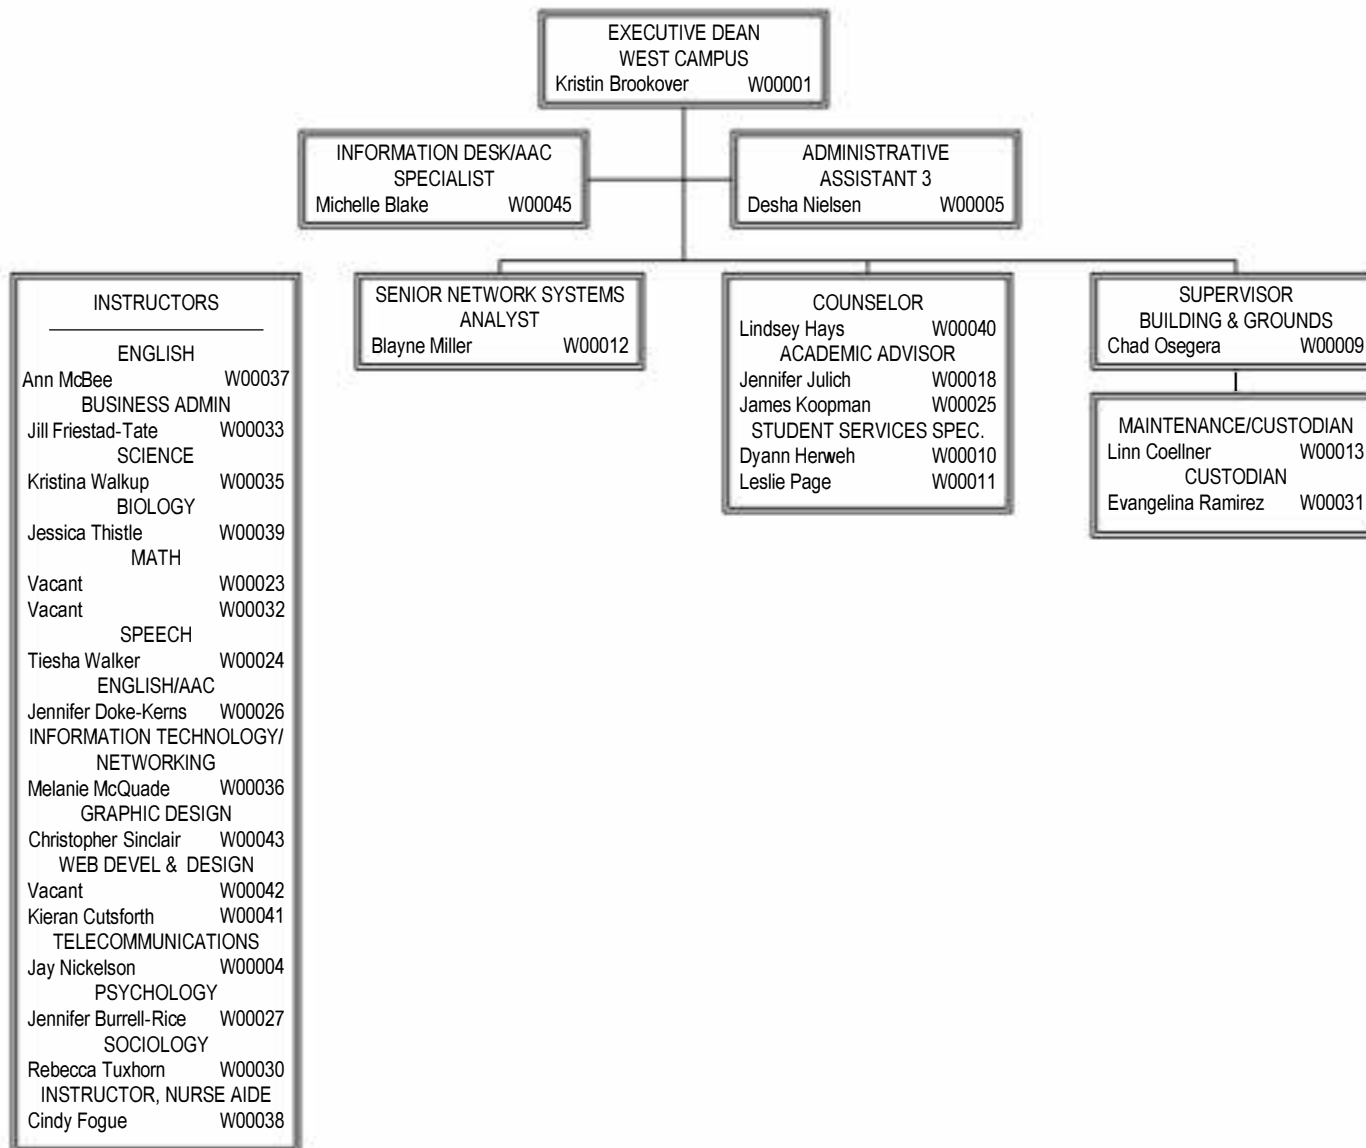 EXECUTIVE DEAN
WEST CAMPUS
Kristin Brookover W00001
INFORMATION DESK/AAC
SPECIALIST
Michelle Blake W00045
ADMINISTRATIVE
ASSISTANT 3
Desha Nielsen W00005
INSTRUCTORS
ENGLISH
Ann McBee W00037
BUSINESS ADMIN
Jill Friestad-Tate W00033
SCIENCE
Kristina Walkup W00035
BIOLOGY
Jessica Thistle W00039
MATH
Vacant W00023
Vacant W00032
SPEECH
Tiesha Walker W00024
ENGLISH/AAC
Jennifer Doke-Kerns W00026
INFORMATION TECHNOLOGY/
NETWORKING
Melanie McQuade W00036
GRAPHIC DESIGN
Christopher Sinclair W00043
WEB DEVEL & DESIGN
Vacant W00042
Kieran Cutsforth W00041
TELECOMMUNICATIONS
Jay Nickelson W00004
PSYCHOLOGY
Jennifer Burrell-Rice W00027
SOCIOLOGY
Rebecca Tuxhorn W00030
INSTRUCTOR, NURSE AIDE
Cindy Fogue W00038
SENIOR NETWORK SYSTEMS
ANALYST
Blayne Miller W00012
COUNSELOR
Lindsey Hays W00040
ACADEMIC ADVISOR
Jennifer Julich W00018
James Koopman W00025
STUDENT SERVICES SPEC.
Dyann Herweh W00010
Leslie Page W00011
SUPERVISOR
BUILDING & GROUNDS
Chad Osegera W00009
MAINTENANCE/CUSTODIAN
Linn Coellner W00013
CUSTODIAN
Evangelina Ramirez W00031